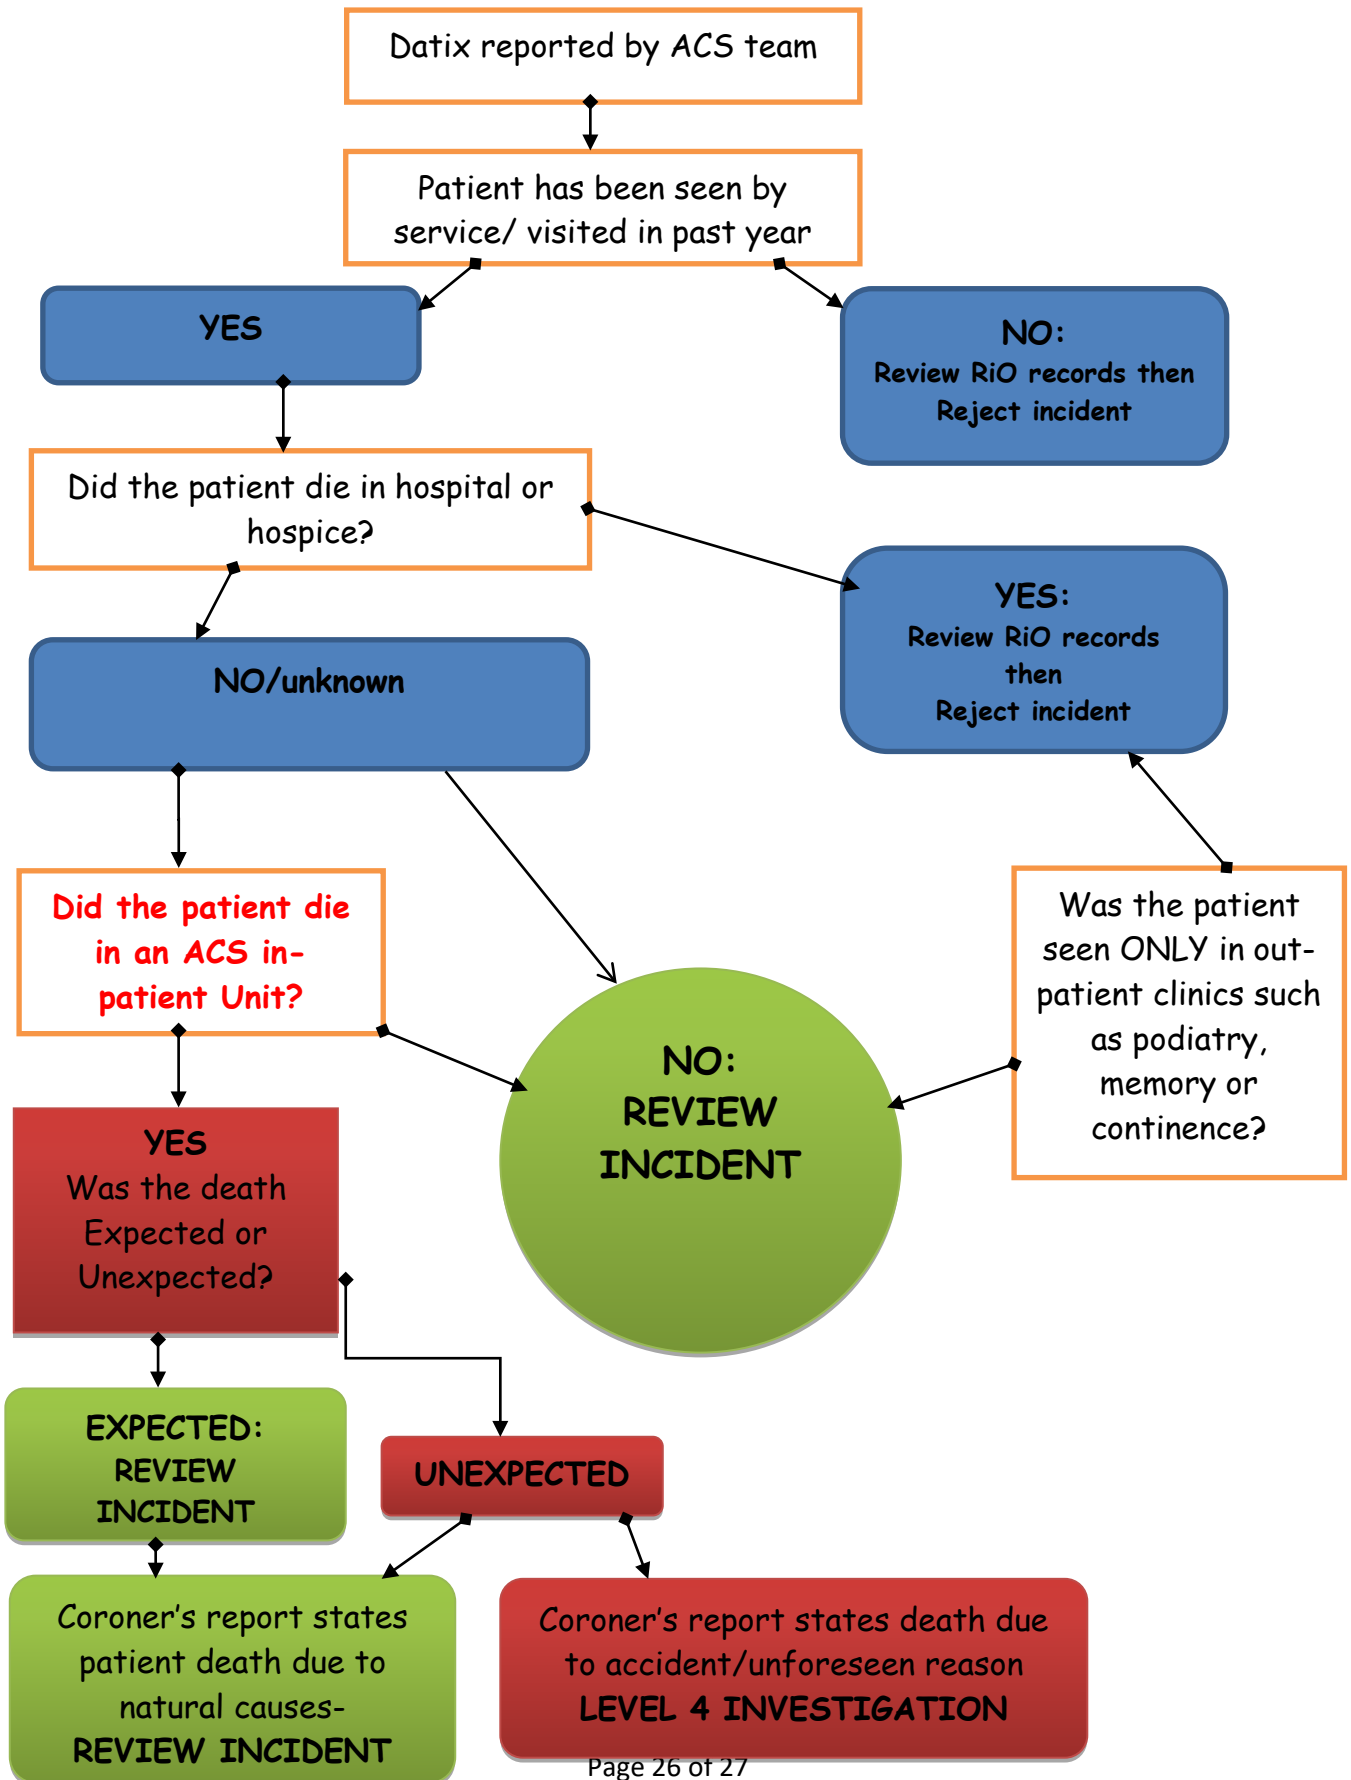 Datix reported by ACS team
Patient has been seen by
service/ visited in past year
YES
NO:
Review RiO records then
Reject incident
Did the patient die in hospital or
hospice?
YES:
Review RiO records
then
Reject incident
NO/unknown
Did the patient die
in an ACS in-
patient Unit?
Was the patient
seen ONLY in out-
patient clinics such
as podiatry,
memory or
continence?
NO:
REVIEW
INCIDENT
YES
Was the death
Expected or
Unexpected?
EXPECTED:
REVIEW
INCIDENT
UNEXPECTED
Coroner's report states
patient death due to
natural causes-
REVIEW INCIDENT
Coroner's report states death due
to accident/unforeseen reason
LEVEL 4 INVESTIGATION
Page 26 of 27